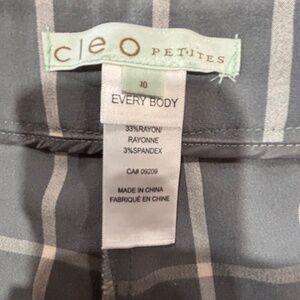 cleo PETITES
10
EVERY BODY
33%RAYON/
RAYONNE
3%SPANDEX
CA# 09209
MADE IN CHINA
FABRIQUÉ EN CHINE